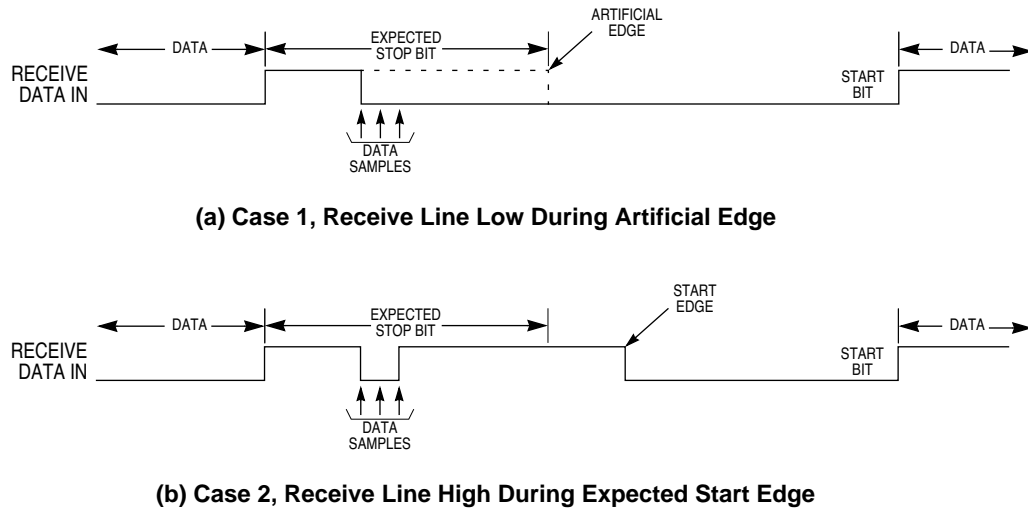 ARTIFICIAL
EDGE
DATA
EXPECTED
STOP BIT
DATA
RECEIVE
DATA IN
START
BIT
DATA
SAMPLES
(a) Case 1, Receive Line Low During Artificial Edge
START
EDGE
DATA
EXPECTED
STOP BIT
DATA
RECEIVE
DATA IN
START
BIT
DATA
SAMPLES
(b) Case 2, Receive Line High During Expected Start Edge